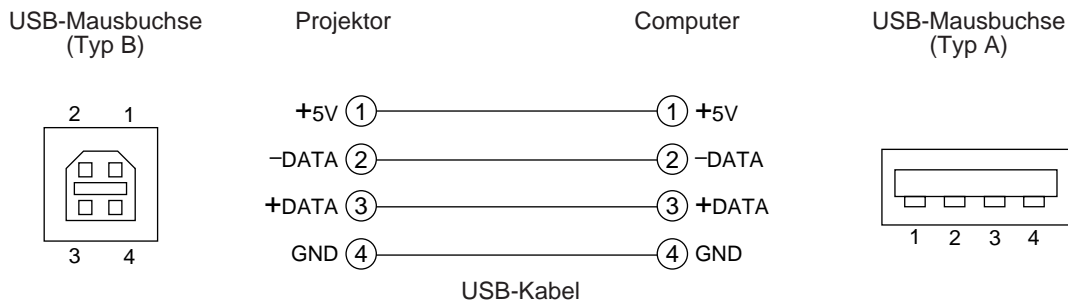 USB-Mausbuchse
(Typ B)
Projektor
Computer
USB-Mausbuchse
(Typ A)
2 1
3 4
+5V 1 1 +5V
–DATA 2 2 –DATA
+DATA 3 3 +DATA
GND 4 4 GND
USB-Kabel
1 2 3 4